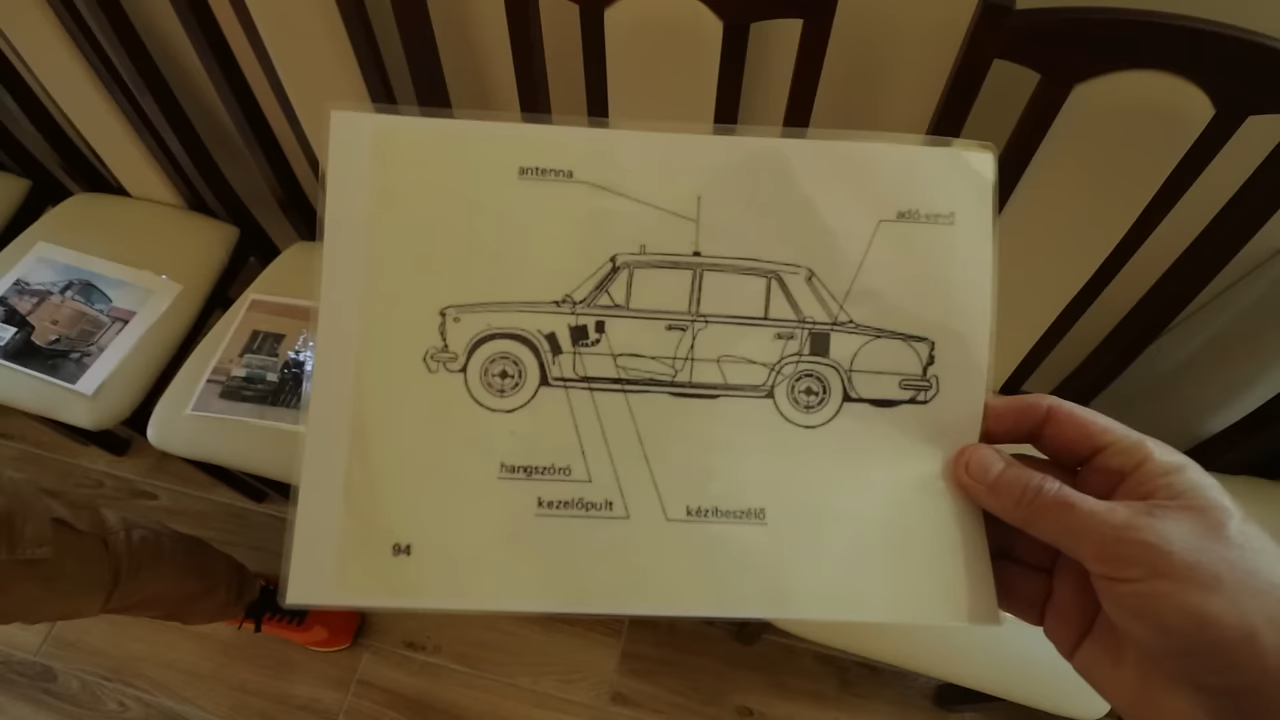 antenna
adó-vevő
hangszóró
kezelőpult
kézibeszélő
94